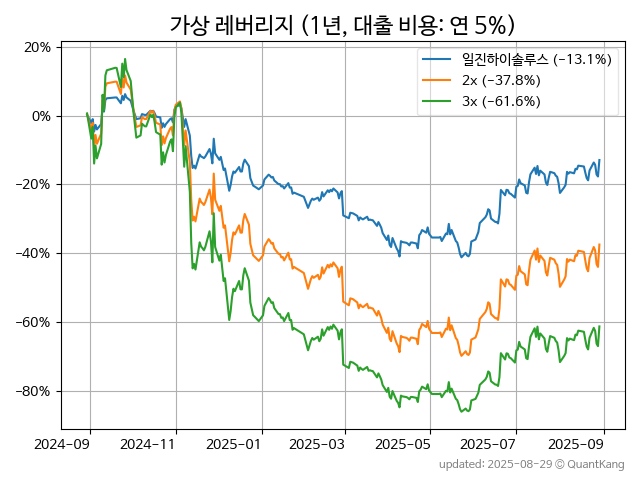 가상 레버리지 (1년, 대출 비용: 연 5%)
20%
0%
−20%
−40%
−60%
−80%
일진하이솔루스 (−13.1%)
2x (−37.8%)
3x (−61.6%)
2024-09 2024-11 2025-01 2025-03 2025-05 2025-07 2025-09
updated: 2025-08-29 © QuantKang